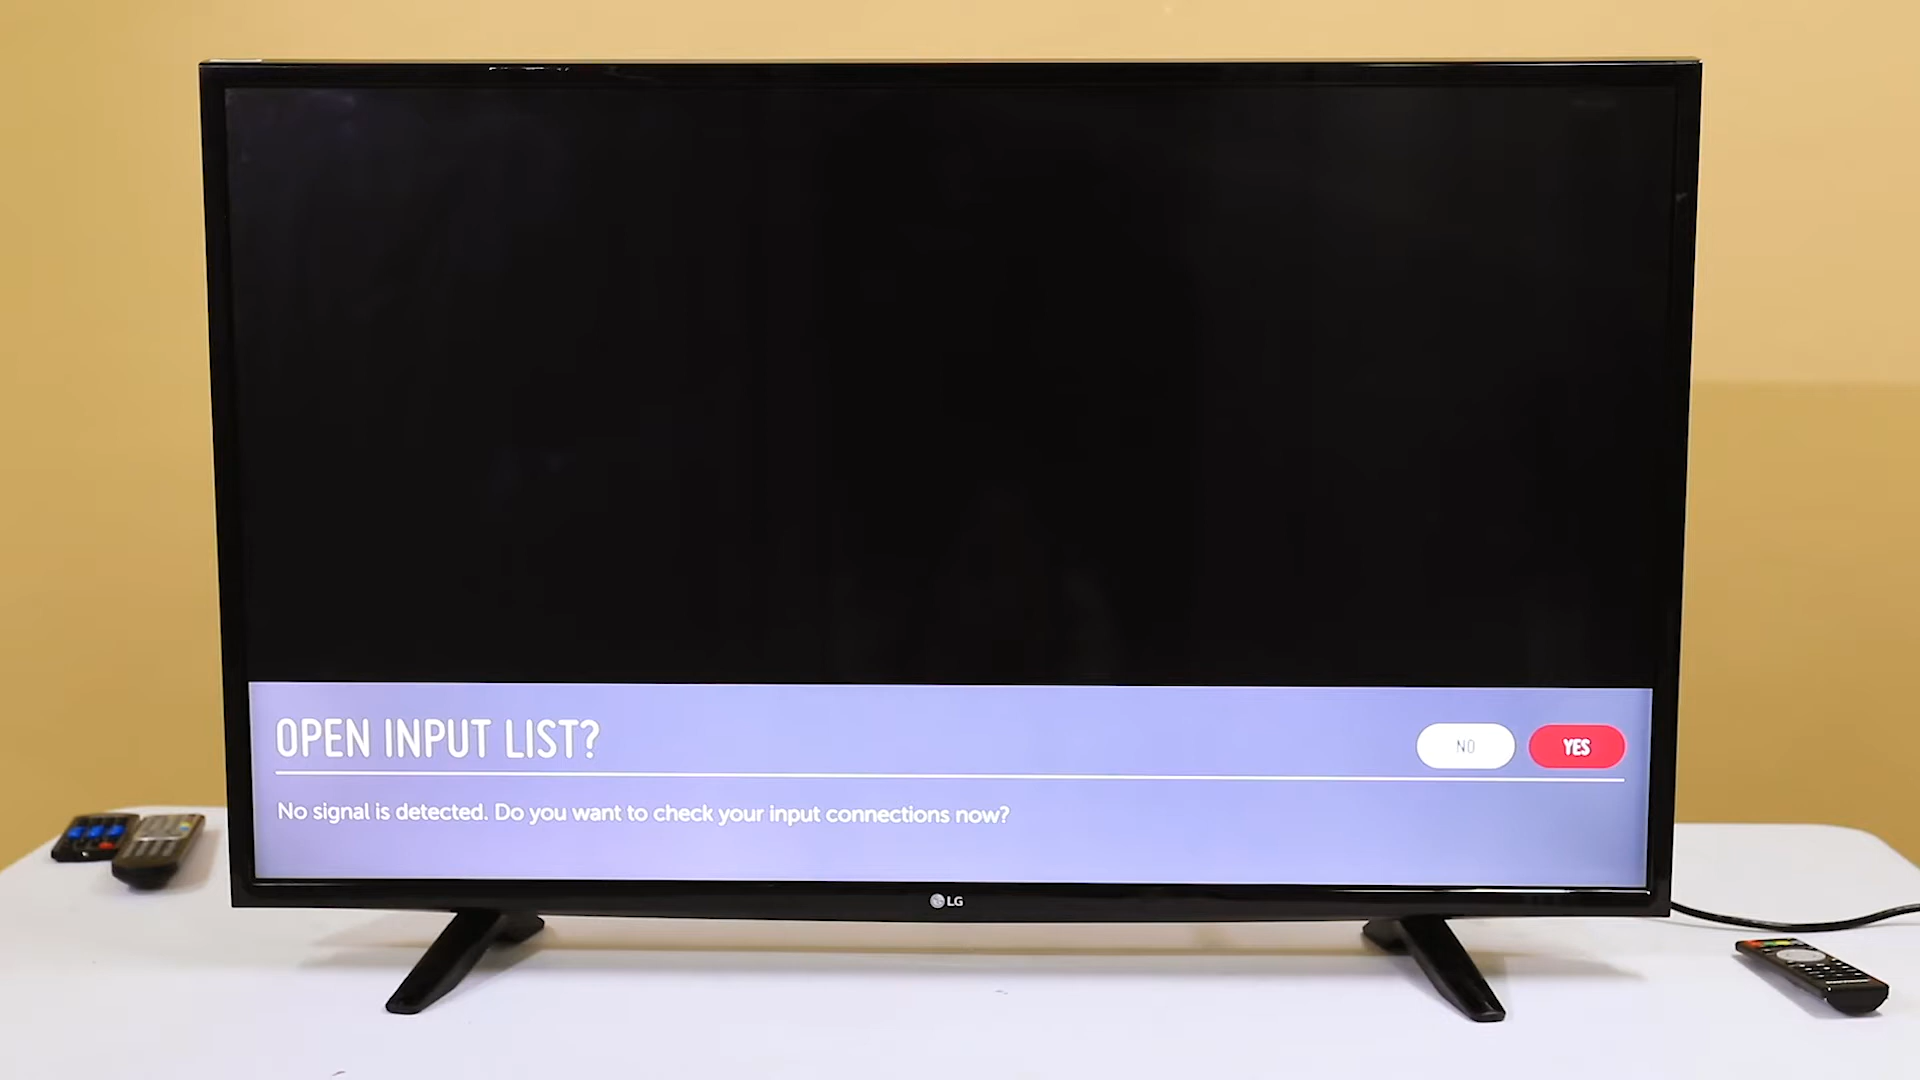 OPEN INPUT LIST?
NO
YES
No signal is detected. Do you want to check your input connections now?
LG